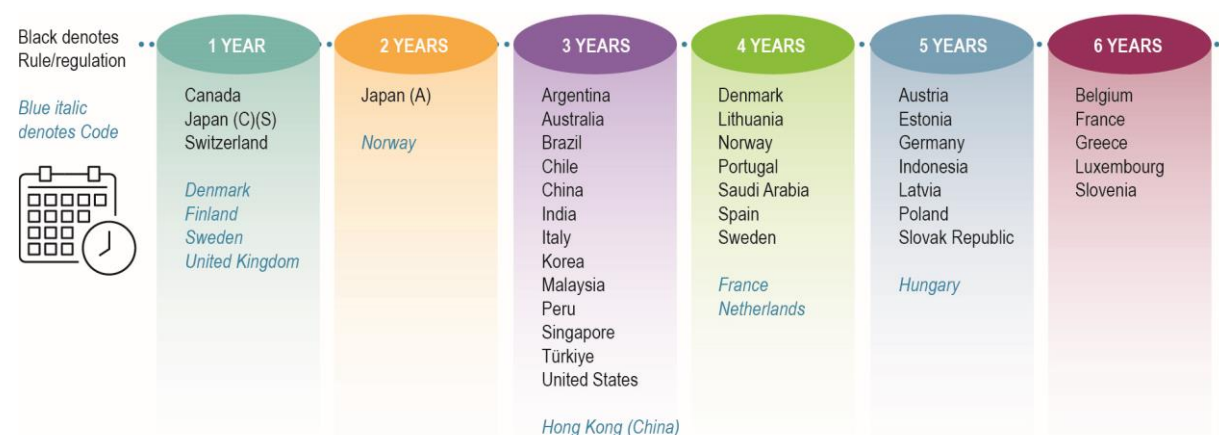 Black denotes
Rule/regulation
Blue italic
denotes Code
1 YEAR
Canada
Japan (C)(S)
Switzerland
Denmark
Finland
Sweden
United Kingdom
2 YEARS
Japan (A)
Norway
3 YEARS
Argentina
Australia
Brazil
Chile
China
India
Italy
Korea
Malaysia
Peru
Singapore
Türkiye
United States
Hong Kong (China)
4 YEARS
Denmark
Lithuania
Norway
Portugal
Saudi Arabia
Spain
Sweden
France
Netherlands
5 YEARS
Austria
Estonia
Germany
Indonesia
Latvia
Poland
Slovak Republic
Hungary
6 YEARS
Belgium
France
Greece
Luxembourg
Slovenia